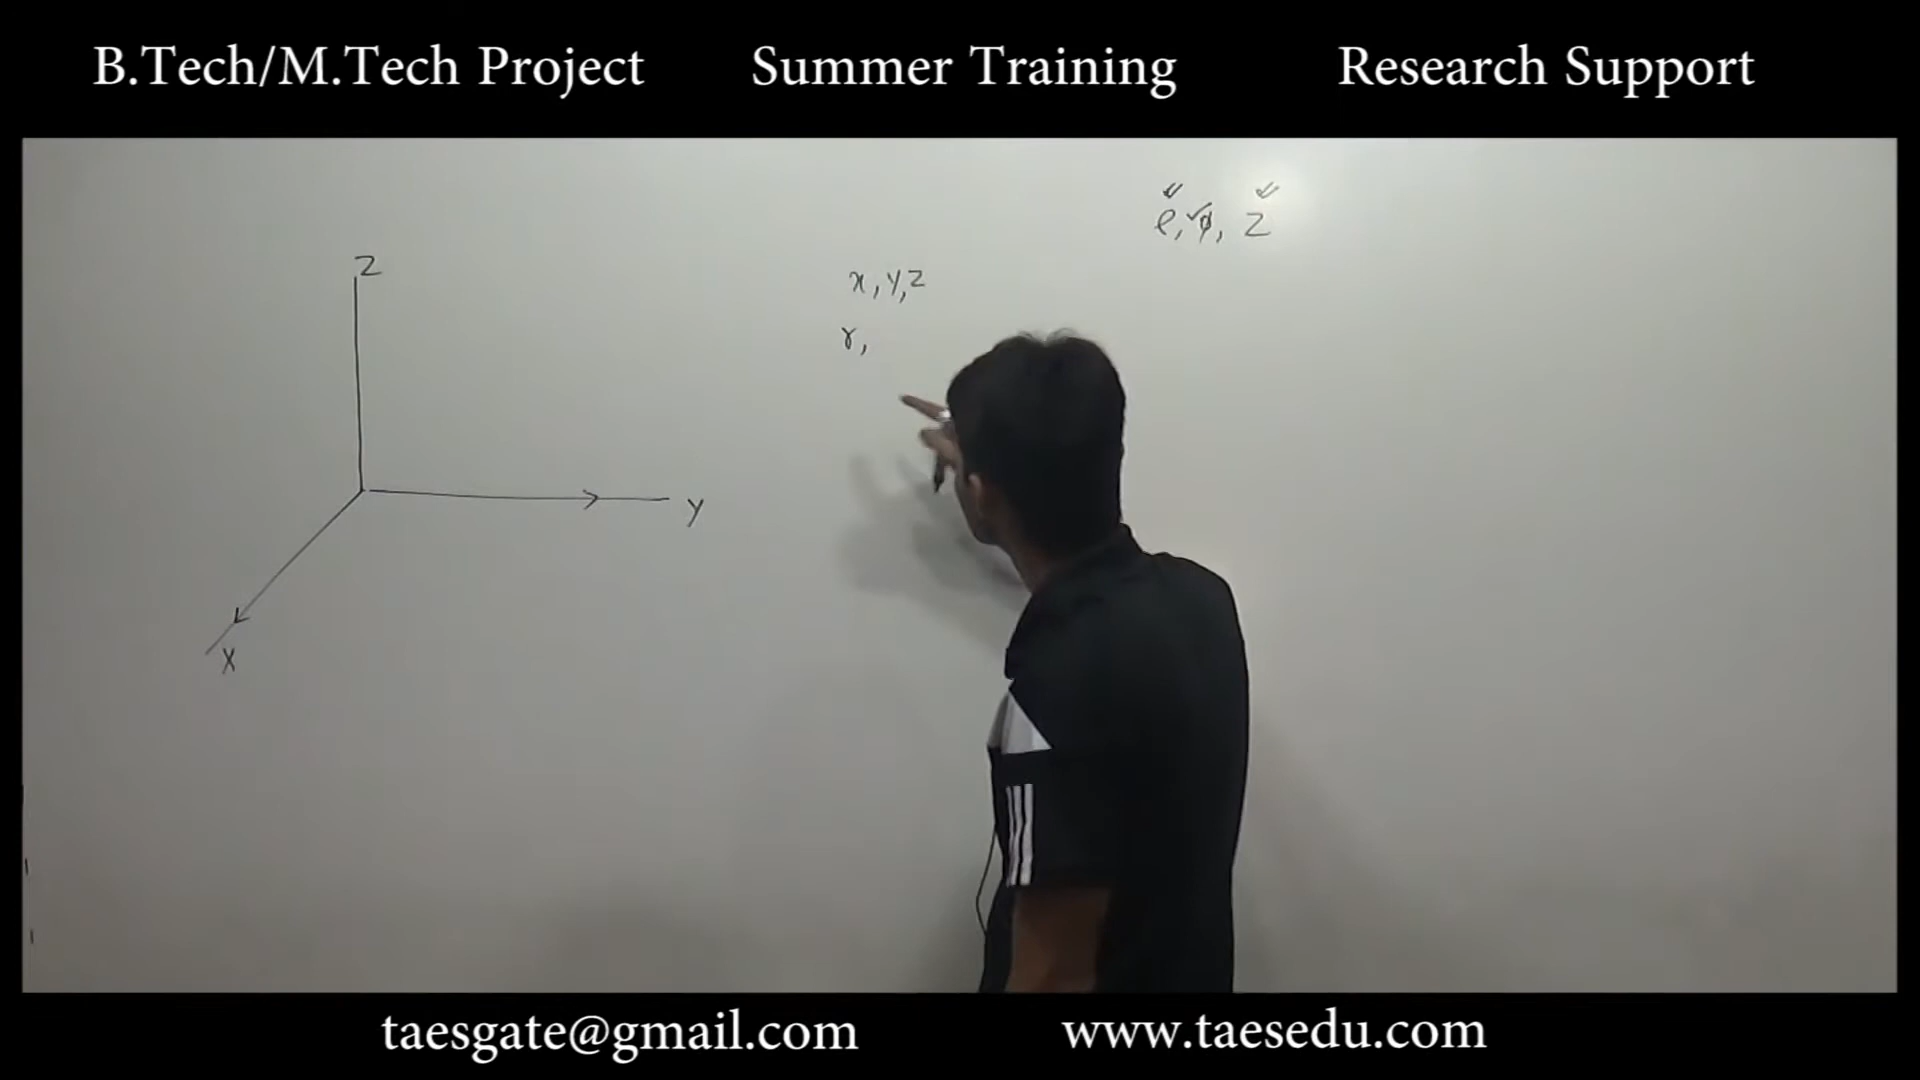 B.Tech/M.Tech Project Summer Training Research Support
ρ, φ, z
x, y, z
r,
Z
Y
X
taesgate@gmail.com www.taesedu.com